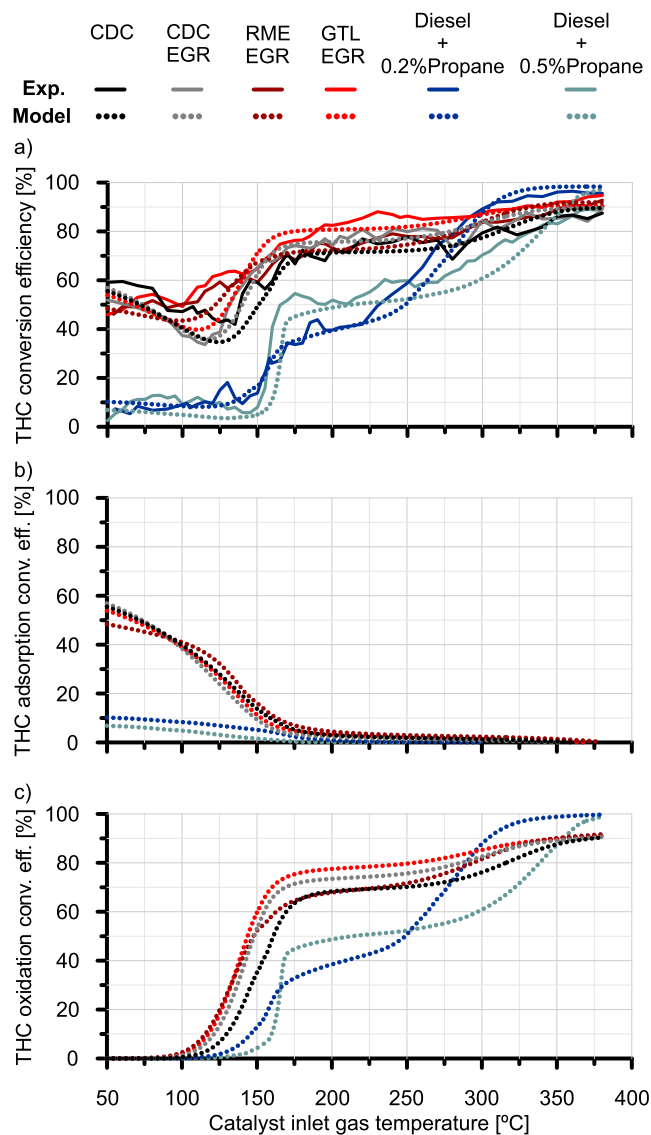 CDC CDC EGR RME EGR GTL EGR Diesel + 0.2%Propane Diesel + 0.5%Propane
Exp.
Model
a)
THC conversion efficiency [%]
100
80
60
40
20
0
b)
THC adsorption conv. eff. [%]
100
80
60
40
20
0
c)
THC oxidation conv. eff. [%]
100
80
60
40
20
0
50 100 150 200 250 300 350 400
Catalyst inlet gas temperature [ºC]